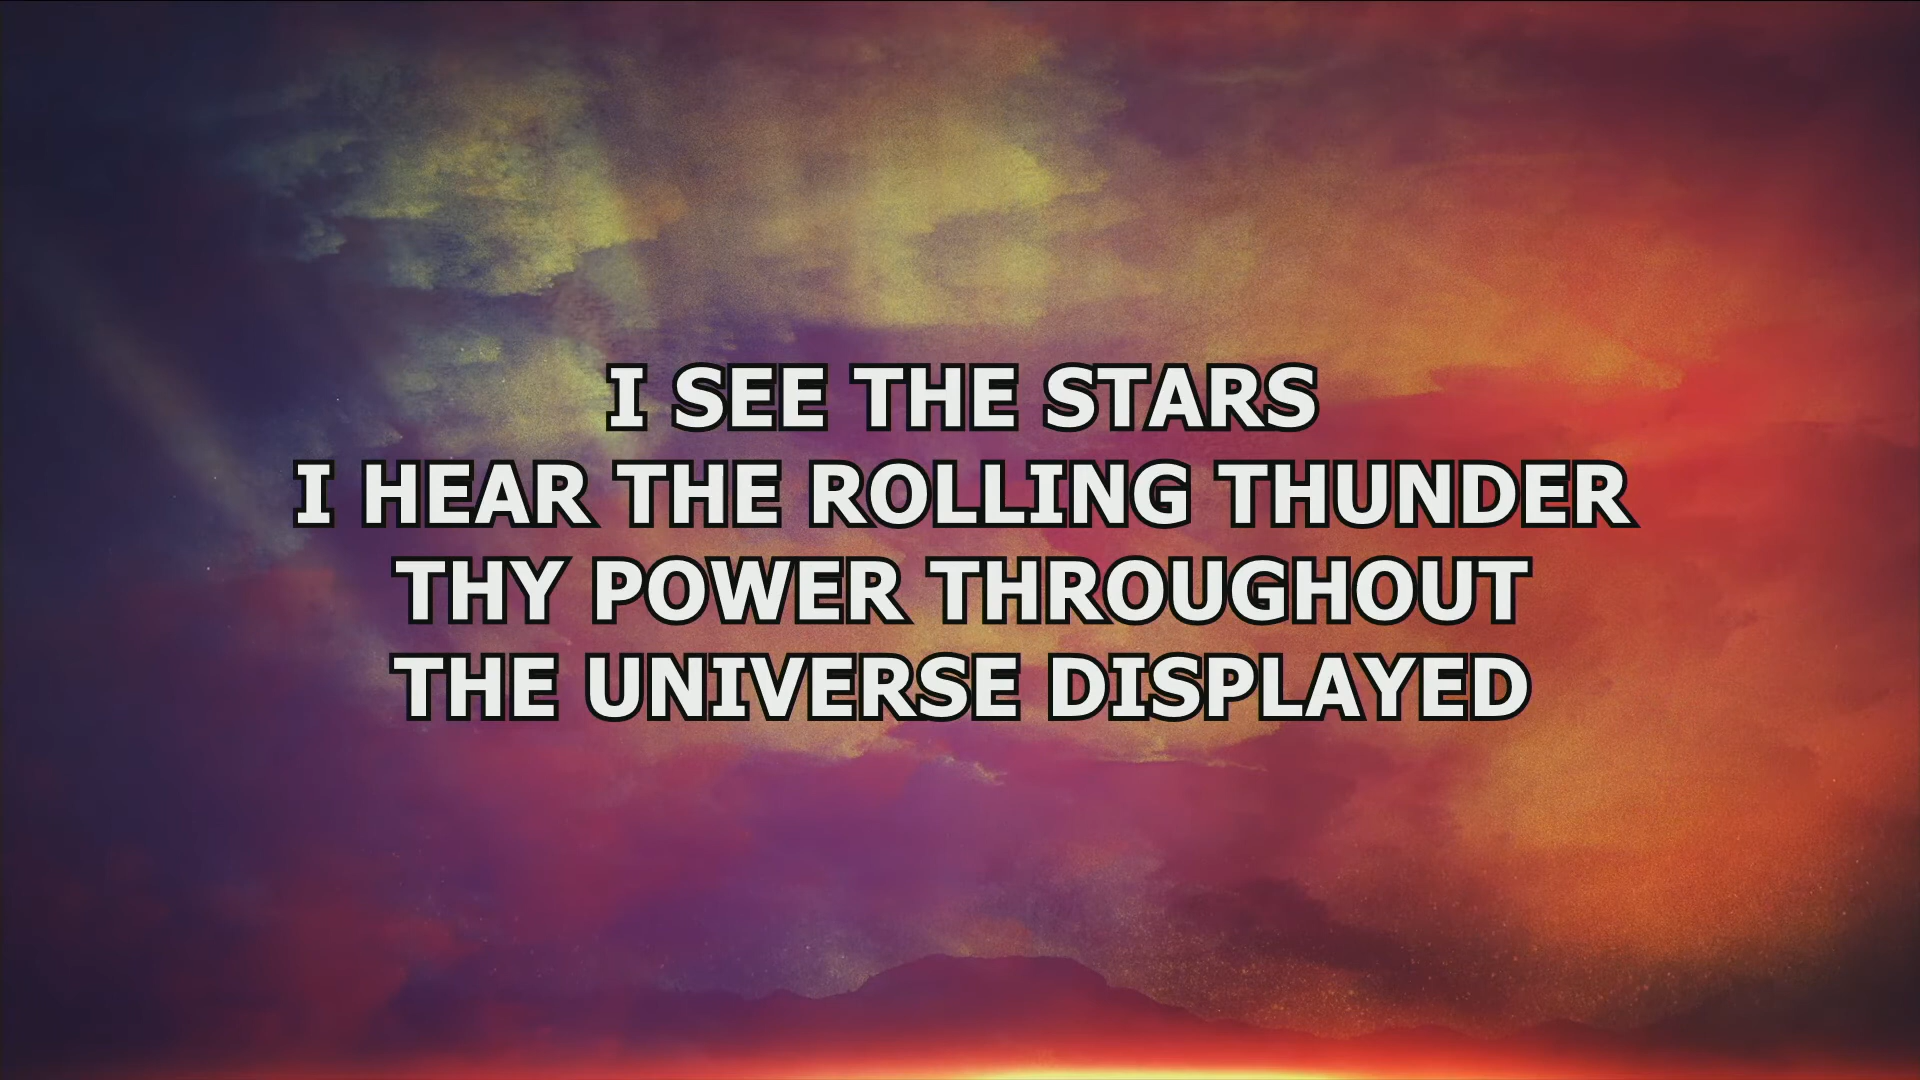 I SEE THE STARS
I HEAR THE ROLLING THUNDER
THY POWER THROUGHOUT
THE UNIVERSE DISPLAYED